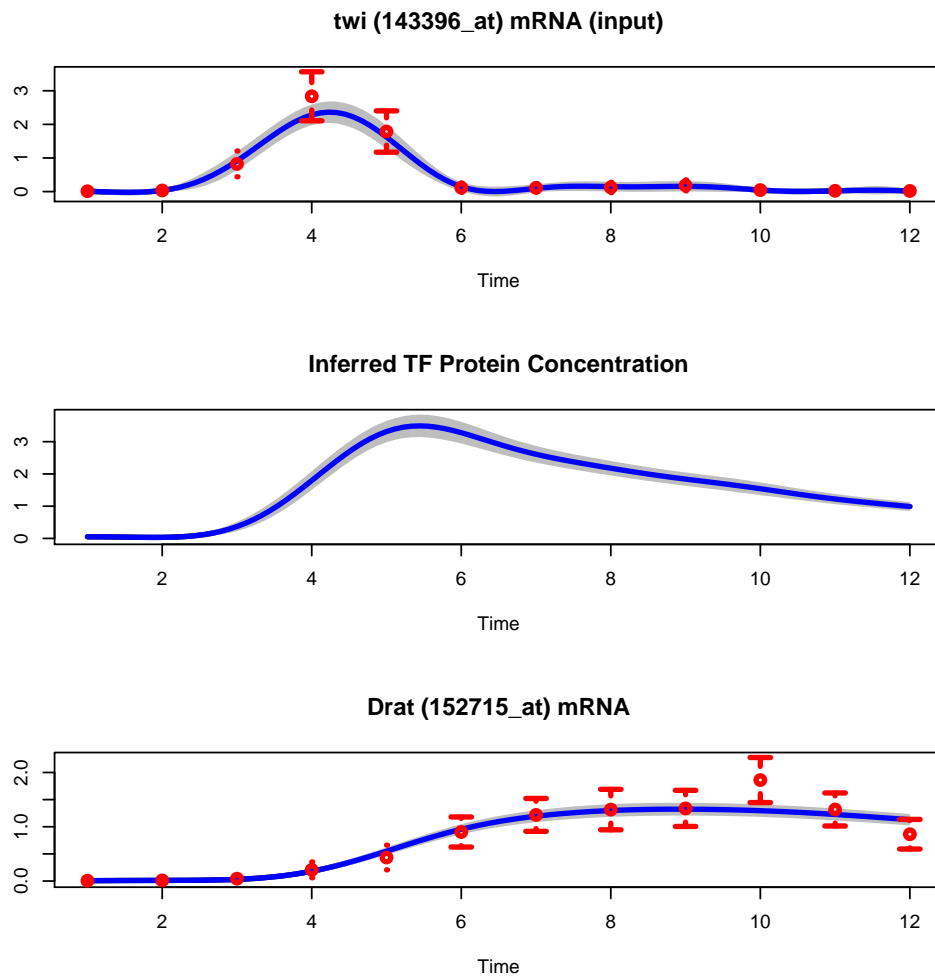 twi (143396_at) mRNA (input)
3
2
1
0
2 4 6 8 10 12
Time
Inferred TF Protein Concentration
3
2
1
0
2 4 6 8 10 12
Time
Drat (152715_at) mRNA
2.0
1.0
0.0
2 4 6 8 10 12
Time